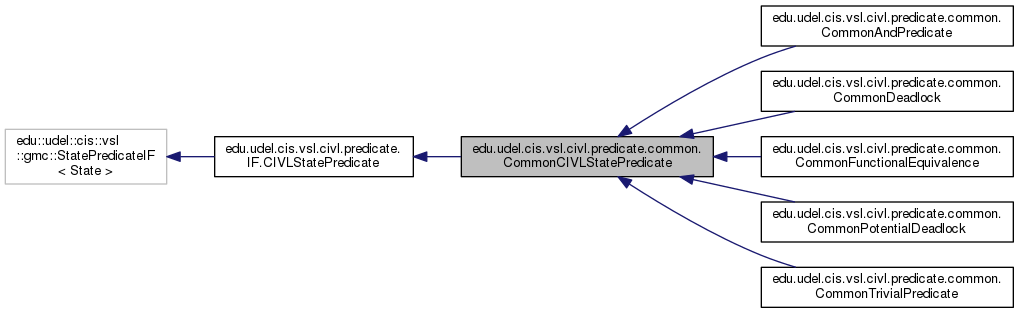 edu::udel::cis::vsl
::gmc::StatePredicateIF
< State >
edu.udel.cis.vsl.civl.predicate.
IF.CIVLStatePredicate
edu.udel.cis.vsl.civl.predicate.common.
CommonCIVLStatePredicate
edu.udel.cis.vsl.civl.predicate.common.
CommonAndPredicate
edu.udel.cis.vsl.civl.predicate.common.
CommonDeadlock
edu.udel.cis.vsl.civl.predicate.common.
CommonFunctionalEquivalence
edu.udel.cis.vsl.civl.predicate.common.
CommonPotentialDeadlock
edu.udel.cis.vsl.civl.predicate.common.
CommonTrivialPredicate